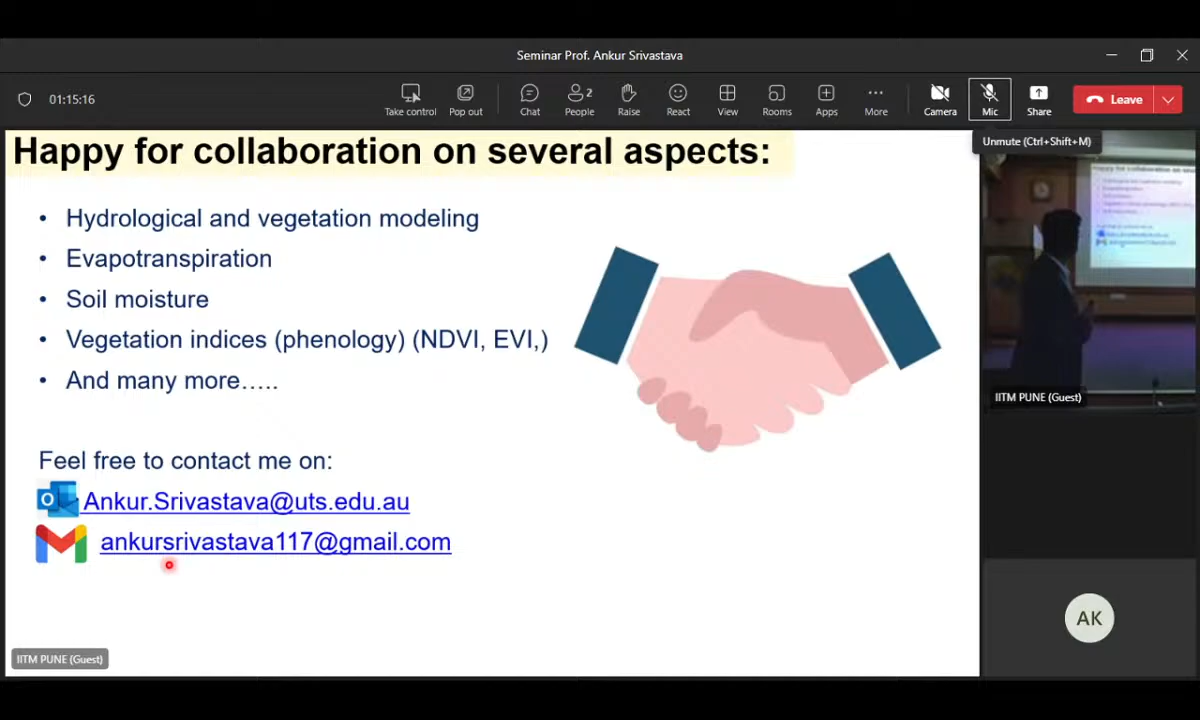 Seminar Prof. Ankur Srivastava
01:15:16
Take control
Pop out
Chat
2
People
Raise
React
View
Rooms
Apps
More
Camera
Mic
Share
Leave
Unmute (Ctrl+Shift+M)
Happy for collaboration on several aspects:
• Hydrological and vegetation modeling
• Evapotranspiration
• Soil moisture
• Vegetation indices (phenology) (NDVI, EVI,)
• And many more…..
Feel free to contact me on:
O
Ankur.Srivastava@uts.edu.au
ankursrivastava117@gmail.com
IITM PUNE (Guest)
IITM PUNE (Guest)
AK